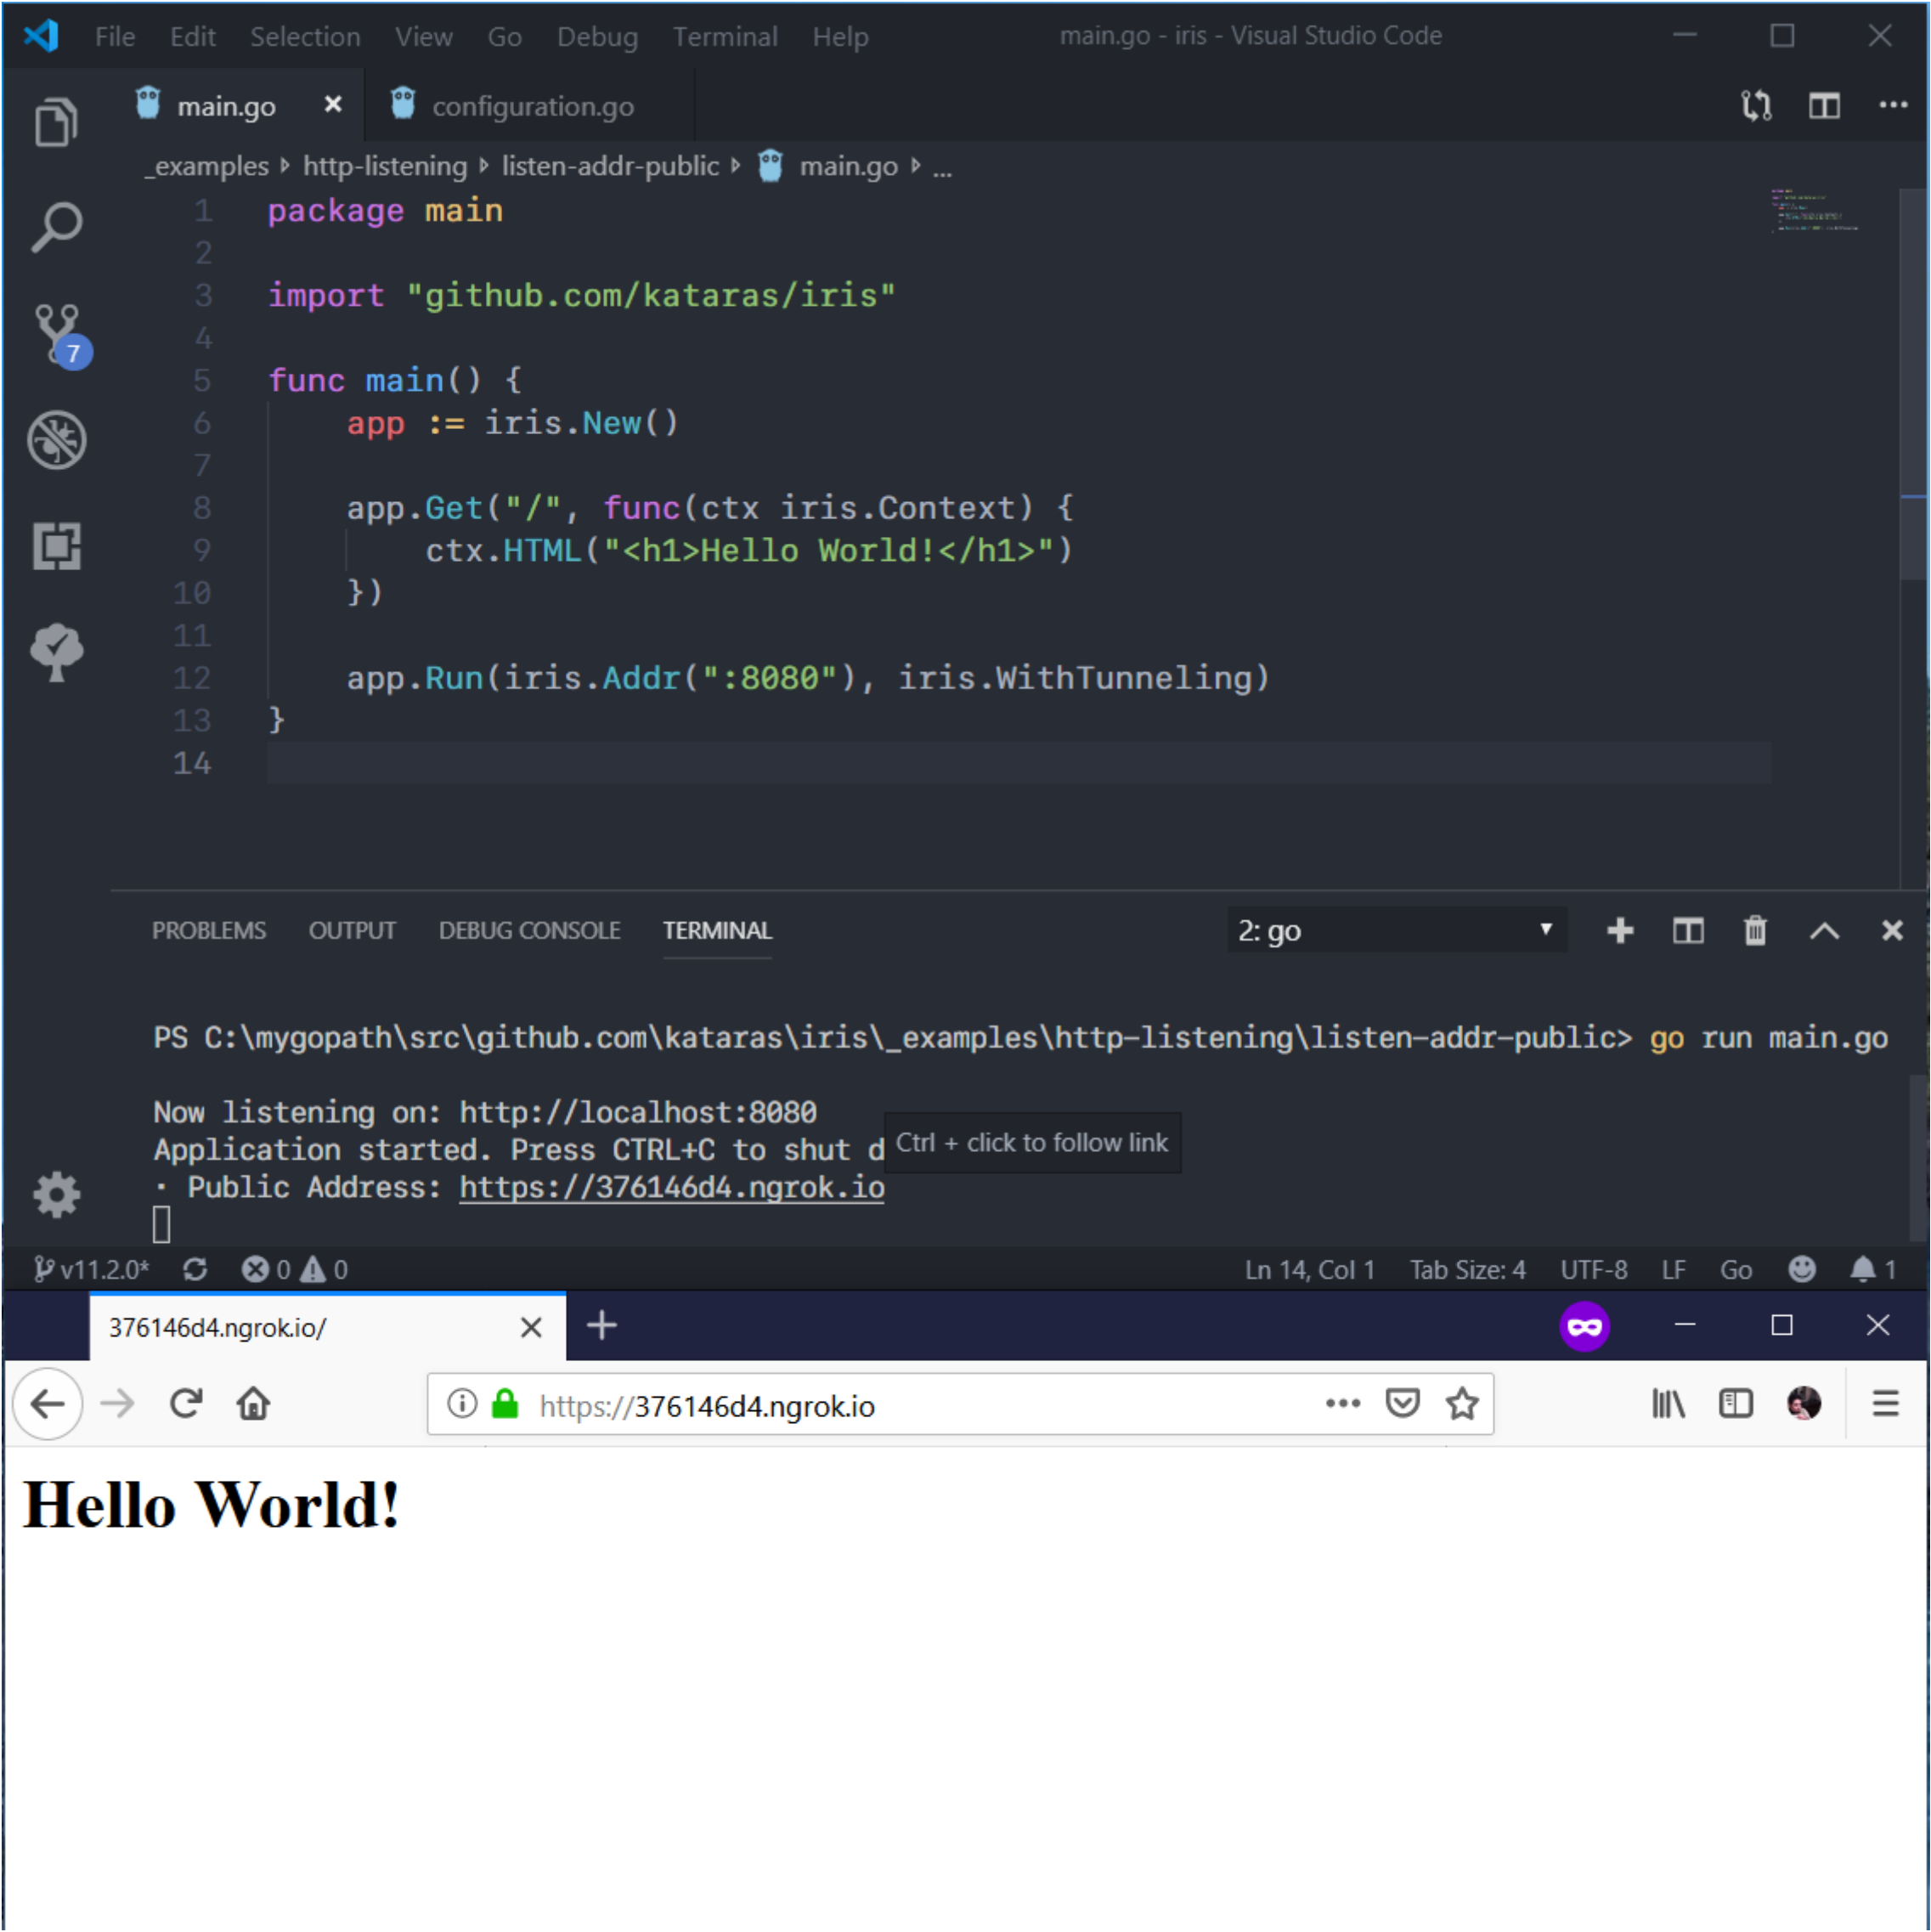 File Edit Selection View Go Debug Terminal Help main.go - iris - Visual Studio Code
main.go configuration.go
_examples http-listening listen-addr-public main.go ...
1 package main
2
3 import "github.com/kataras/iris"
4
5 func main() {
6 app := iris.New()
7
8 app.Get("/", func(ctx iris.Context) {
9 ctx.HTML("<h1>Hello World!</h1>")
10 })
11
12 app.Run(iris.Addr(":8080"), iris.WithTunneling)
13 }
14
7
PROBLEMS OUTPUT DEBUG CONSOLE TERMINAL 2: go
PS C:\mygopath\src\github.com\kataras\iris\_examples\http-listening\listen-addr-public> go run main.go
Now listening on: http://localhost:8080
Application started. Press CTRL+C to shut d
Ctrl + click to follow link
· Public Address: https://376146d4.ngrok.io
v11.2.0* 0 0 Ln 14, Col 1 Tab Size: 4 UTF-8 LF Go 1
376146d4.ngrok.io/
https://376146d4.ngrok.io
Hello World!